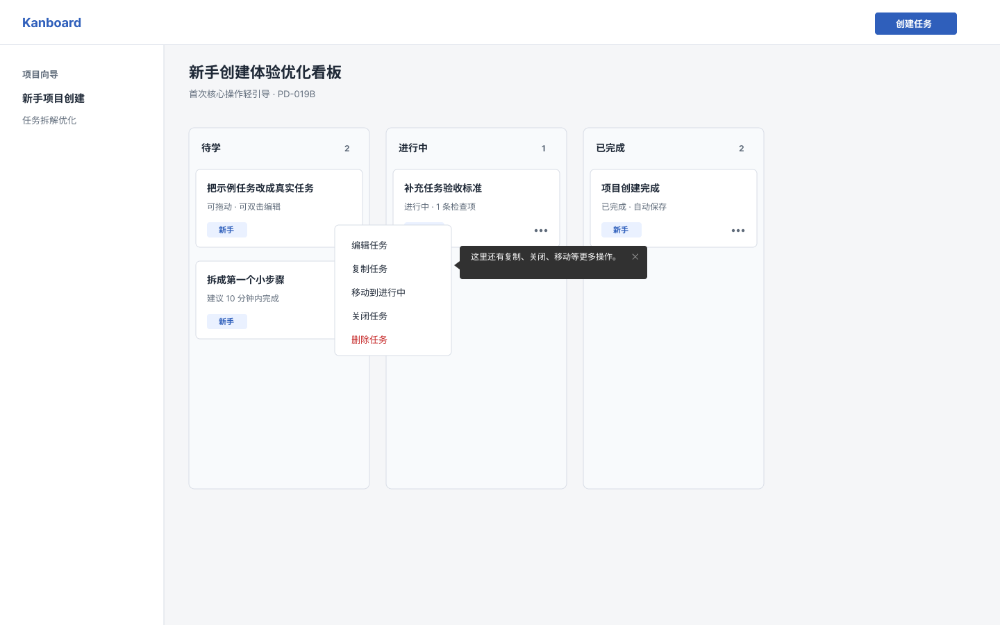 Kanboard
创建任务
项目向导
新手项目创建
任务拆解优化
新手创建体验优化看板
首次核心操作轻引导 · PD-019B
待学 2
把示例任务改成真实任务
可拖动 · 可双击编辑
新手
拆成第一个小步骤
建议 10 分钟内完成
新手
进行中 1
补充任务验收标准
进行中 · 1 条检查项
已完成 2
项目创建完成
已完成 · 自动保存
新手
编辑任务
复制任务
移动到进行中
关闭任务
删除任务
这里还有复制、关闭、移动等更多操作。 ×